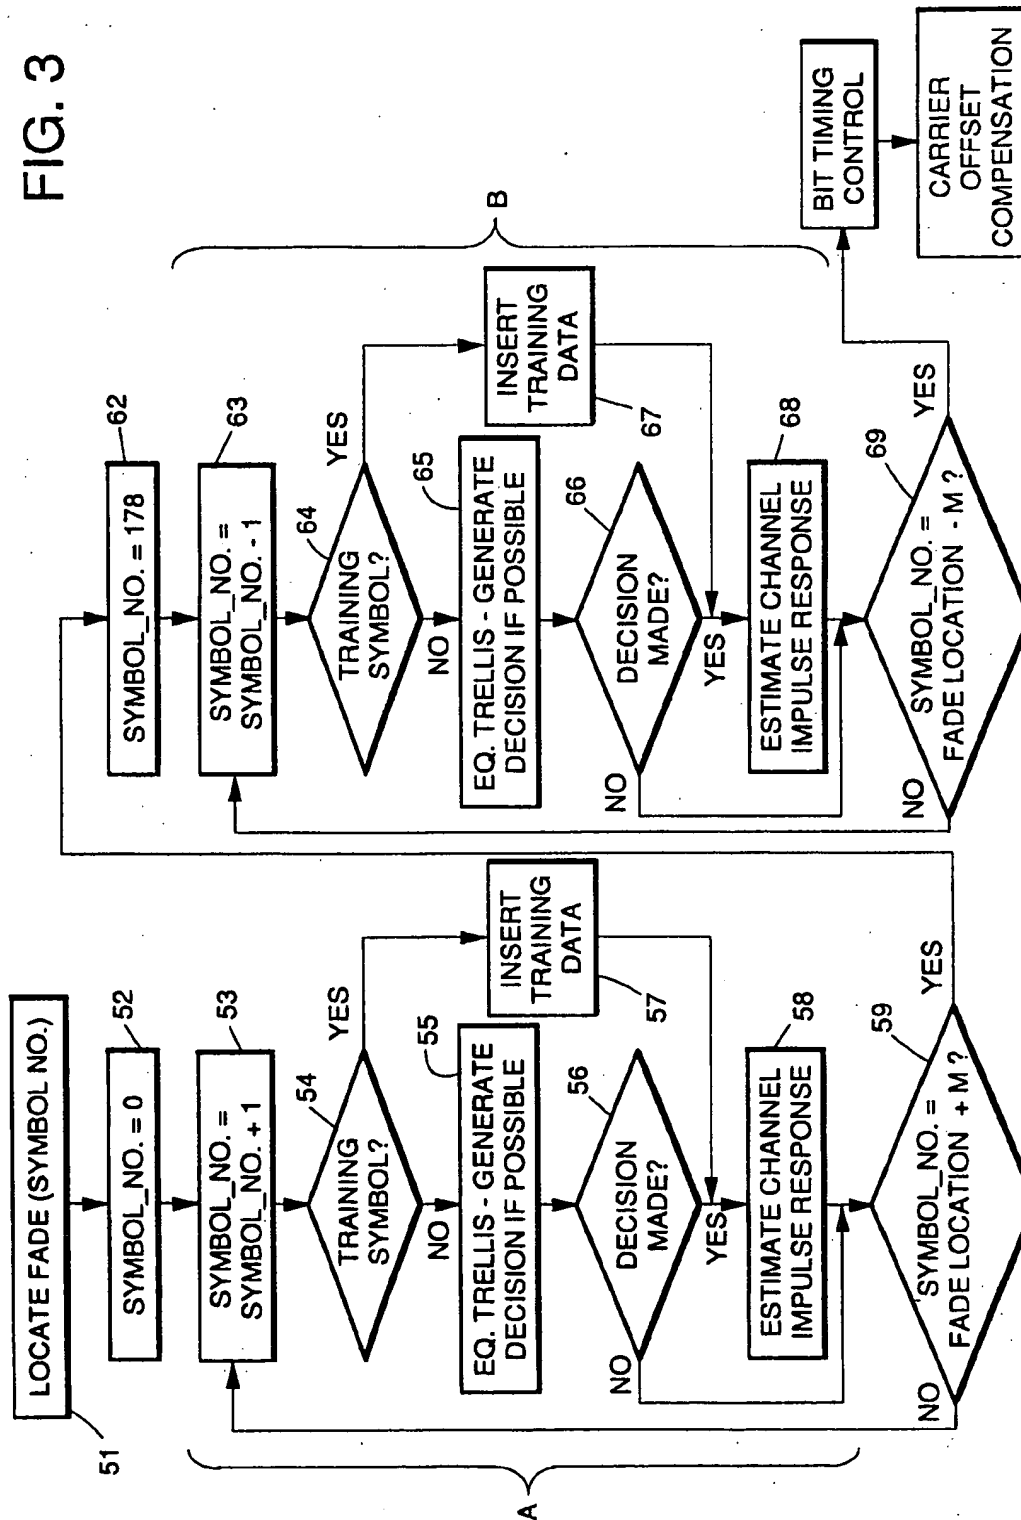 FIG. 3
LOCATE FADE (SYMBOL NO.)
51
SYMBOL_NO. = 0
52
SYMBOL_NO. =
SYMBOL_NO. + 1
53
TRAINING
SYMBOL?
54
YES
NO
EQ. TRELLIS - GENERATE
DECISION IF POSSIBLE
55
INSERT
TRAINING
DATA
57
DECISION
MADE?
56
NO
YES
ESTIMATE CHANNEL
IMPULSE RESPONSE
58
SYMBOL_NO. =
FADE LOCATION + M ?
59
NO
YES
A
SYMBOL_NO. = 178
62
SYMBOL_NO. =
SYMBOL_NO. - 1
63
TRAINING
SYMBOL?
64
YES
NO
EQ. TRELLIS - GENERATE
DECISION IF POSSIBLE
65
INSERT
TRAINING
DATA
67
DECISION
MADE?
66
NO
YES
ESTIMATE CHANNEL
IMPULSE RESPONSE
68
SYMBOL_NO. =
FADE LOCATION - M ?
69
NO
YES
B
BIT TIMING
CONTROL
CARRIER
OFFSET
COMPENSATION